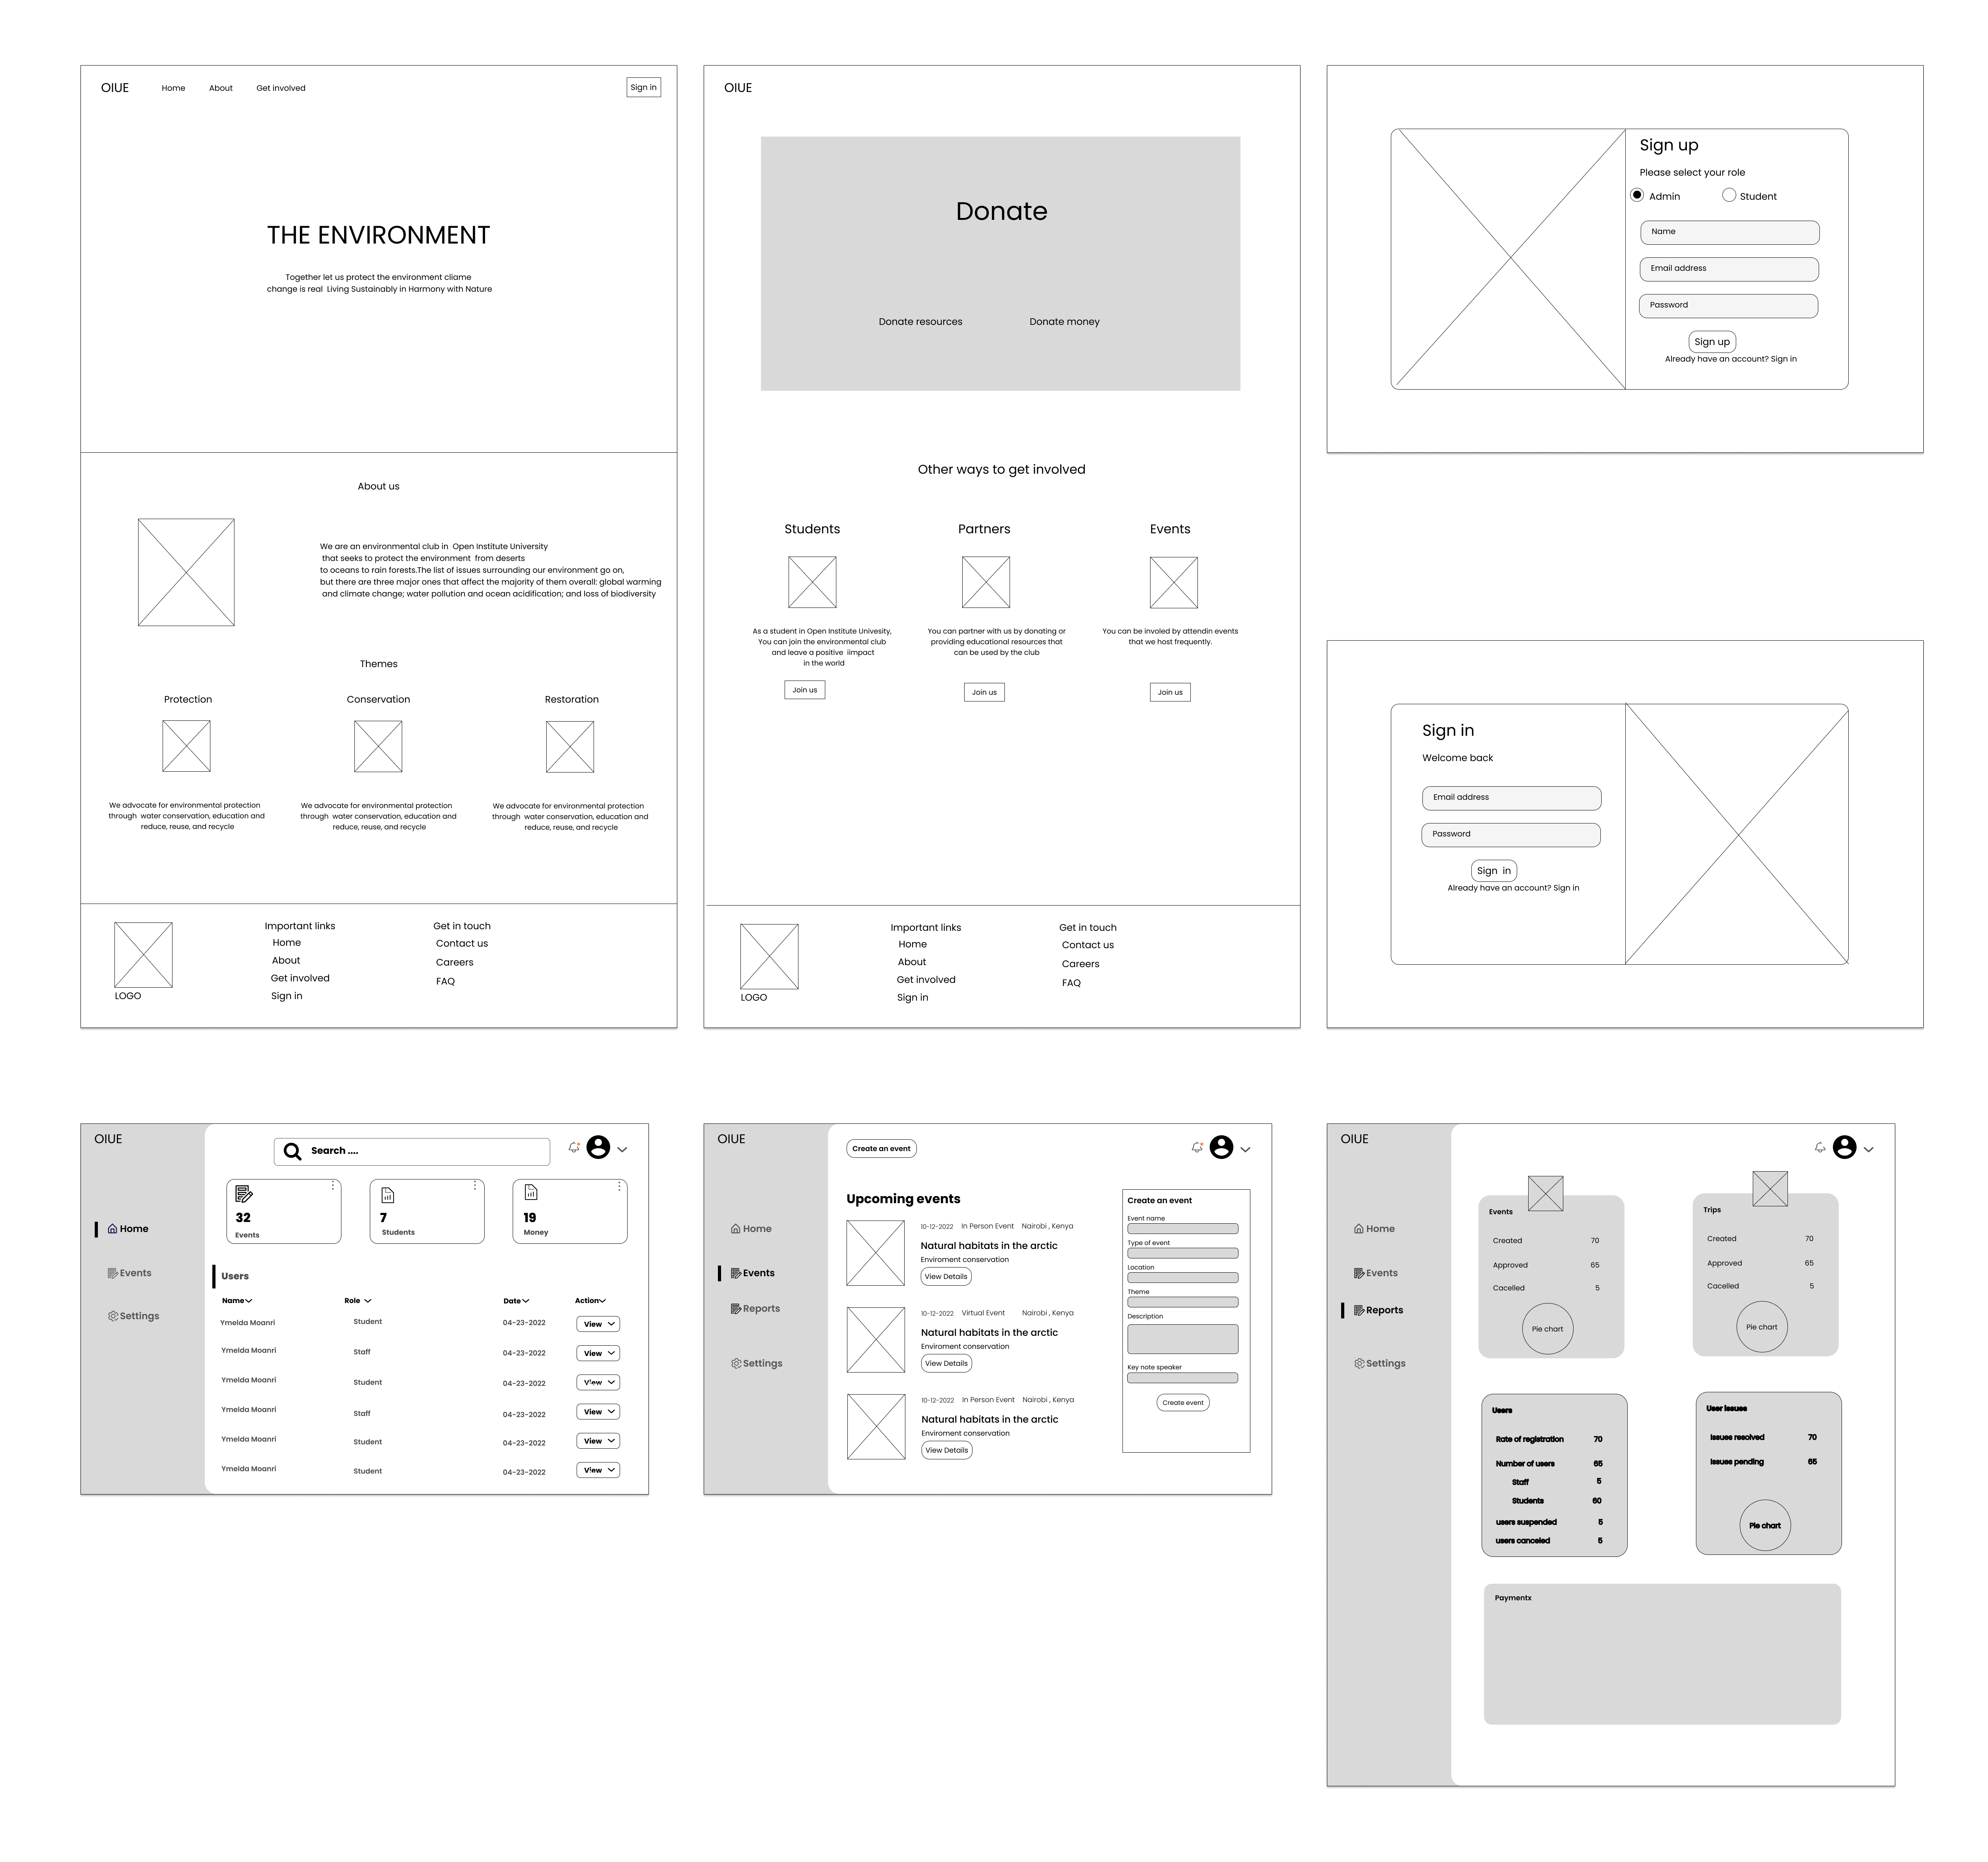 OIUE
Home
About
Get involved
Sign in
THE ENVIRONMENT
Together let us protect the environment cliame
change is real Living Sustainably in Harmony with Nature
About us
We are an environmental club in Open Institute University
that seeks to protect the environment from deserts
to oceans to rain forests.The list of issues surrounding our environment go on,
but there are three major ones that affect the majority of them overall: global warming
and climate change; water pollution and ocean acidification; and loss of biodiversity
Themes
Protection
Conservation
Restoration
We advocate for environmental protection
through water conservation, education and
reduce, reuse, and recycle
We advocate for environmental protection
through water conservation, education and
reduce, reuse, and recycle
We advocate for environmental protection
through water conservation, education and
reduce, reuse, and recycle
LOGO
Important links
Home
About
Get involved
Sign in
Get in touch
Contact us
Careers
FAQ
OIUE
Donate
Donate resources
Donate money
Other ways to get involved
Students
As a student in Open Institute Univesity,
You can join the environmental club
and leave a positive iimpact
in the world
Join us
Partners
You can partner with us by donating or
providing educational resources that
can be used by the club
Join us
Events
You can be involed by attendin events
that we host frequently.
Join us
LOGO
Important links
Home
About
Get involved
Sign in
Get in touch
Contact us
Careers
FAQ
Sign up
Please select your role
Admin
Student
Name
Email address
Password
Sign up
Already have an account? Sign in
Sign in
Welcome back
Email address
Password
Sign in
Already have an account? Sign in
OIUE
Home
Events
Settings
Search ....
32
Events
7
Students
19
Money
Users
Name Role Date Action
Ymelda Moanri Student 04-23-2022 View
Ymelda Moanri Staff 04-23-2022 View
Ymelda Moanri Student 04-23-2022 View
Ymelda Moanri Staff 04-23-2022 View
Ymelda Moanri Student 04-23-2022 View
Ymelda Moanri Student 04-23-2022 View
OIUE
Home
Events
Reports
Settings
Create an event
Upcoming events
10-12-2022 In Person Event Nairobi , Kenya
Natural habitats in the arctic
Enviroment conservation
View Details
10-12-2022 Virtual Event Nairobi , Kenya
Natural habitats in the arctic
Enviroment conservation
View Details
10-12-2022 In Person Event Nairobi , Kenya
Natural habitats in the arctic
Enviroment conservation
View Details
Create an event
Event name
Type of event
Location
Theme
Description
Key note speaker
Create event
OIUE
Home
Events
Reports
Settings
Events
Created 70
Approved 65
Cacelled 5
Pie chart
Trips
Created 70
Approved 65
Cacelled 5
Pie chart
Users
Rate of registration 70
Number of users 65
Staff 5
Students 60
users suspended 5
users canceled 5
User issues
Issues resolved 70
Issues pending 65
Pie chart
Paymentx